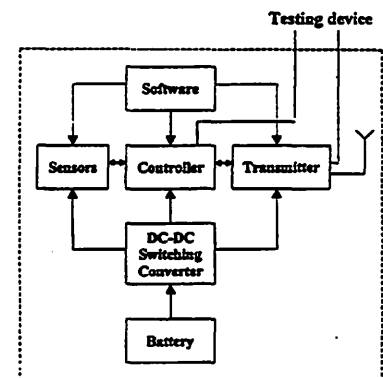 Testing device
Software
Sensors
Controller
Transmitter
DC-DC
Switching
Converter
Battery